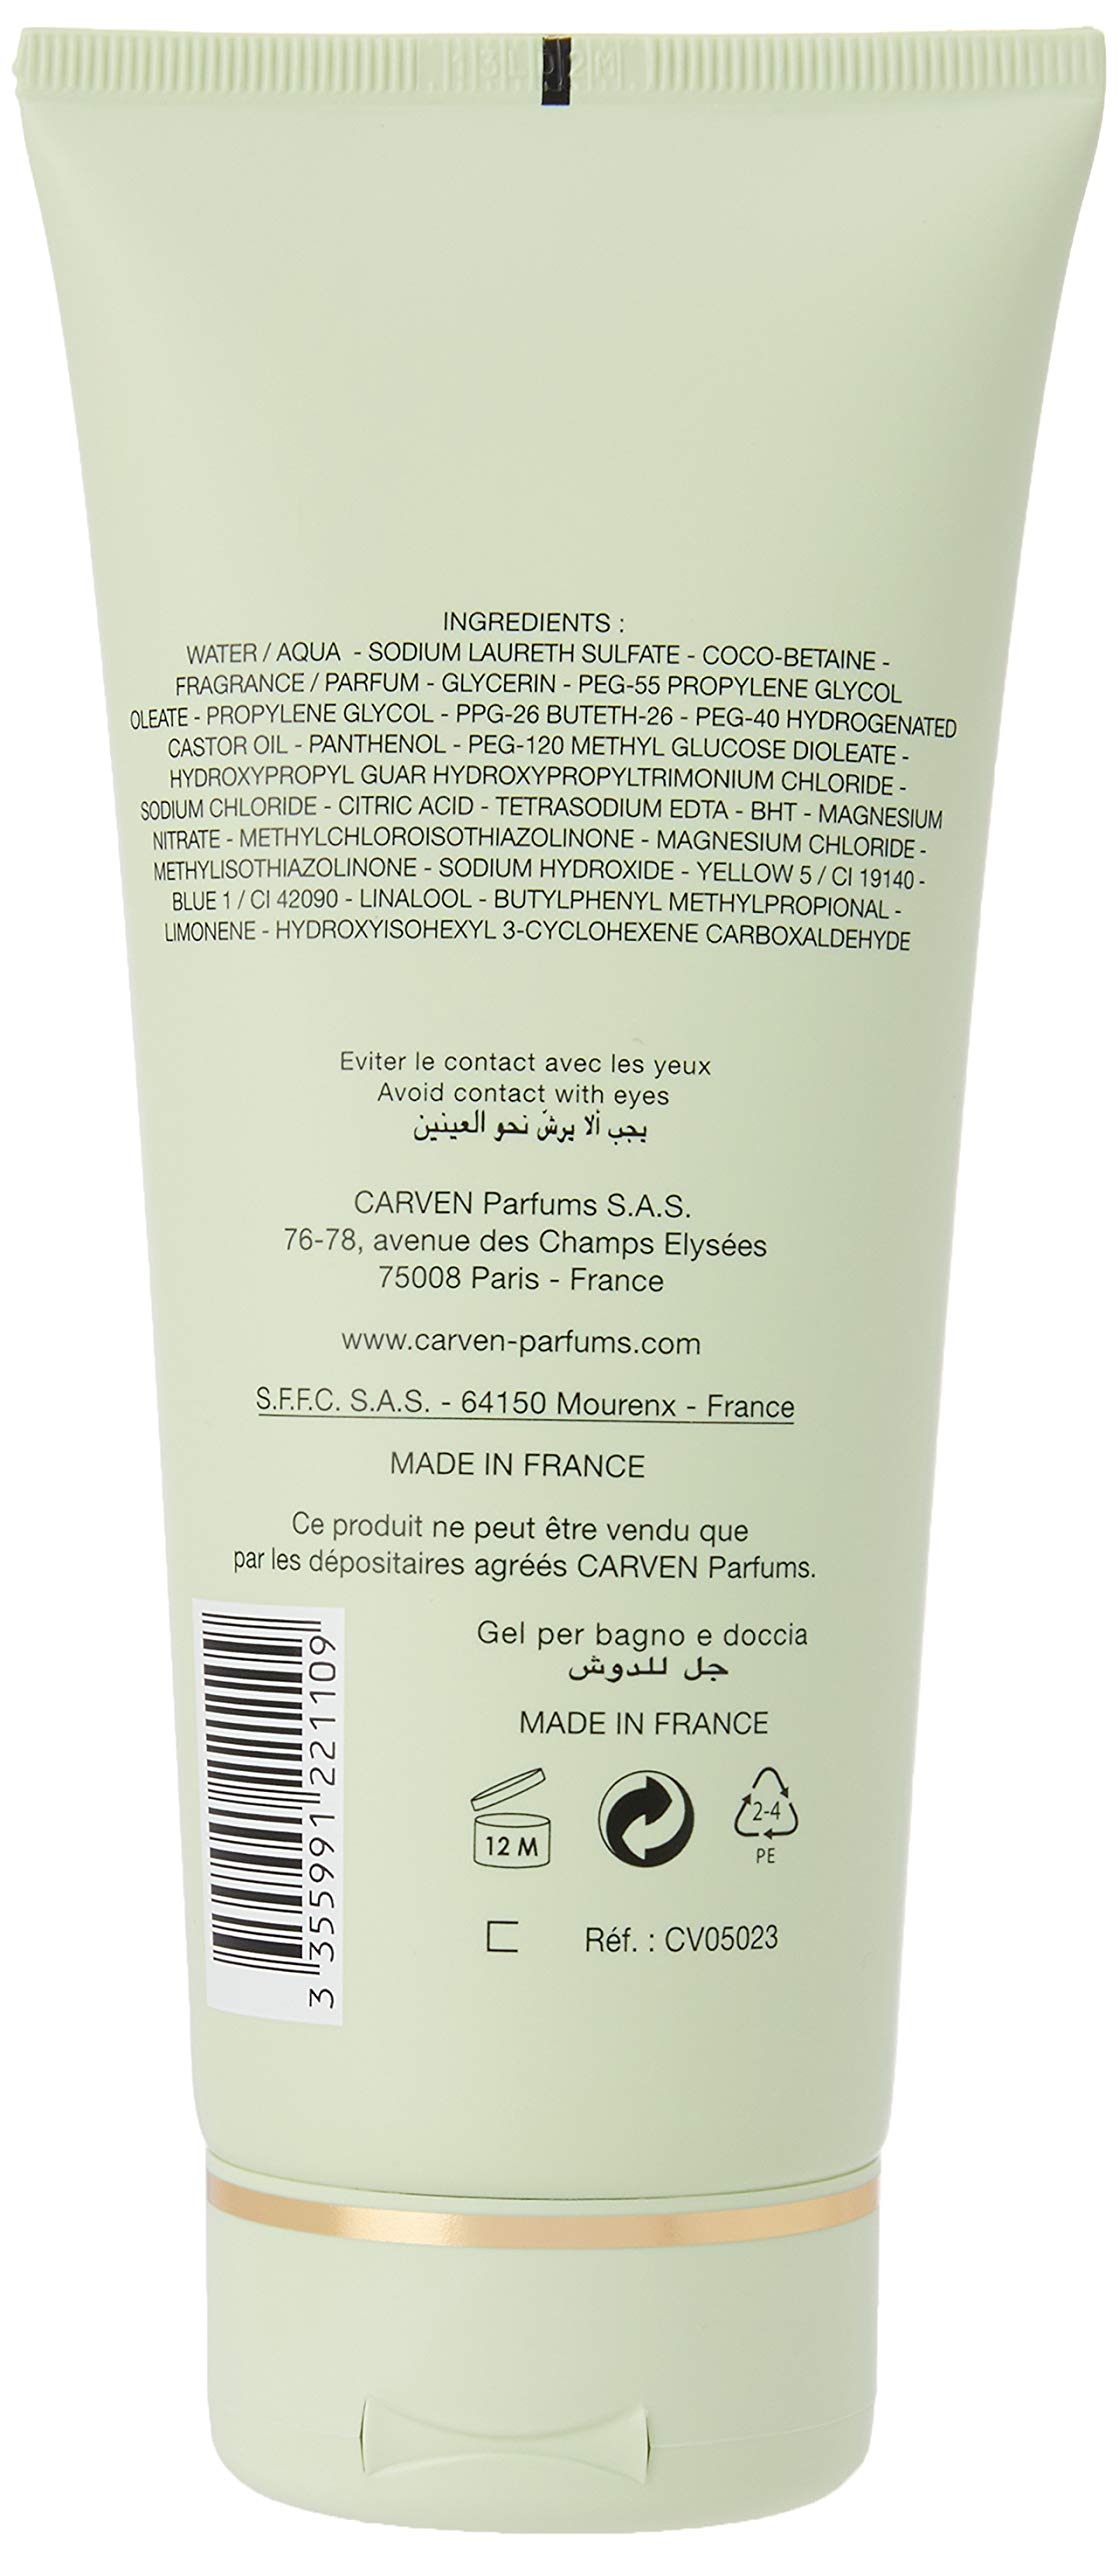 INGREDIENTS :
WATER / AQUA - SODIUM LAURETH SULFATE - COCO-BETAINE -
FRAGRANCE / PARFUM - GLYCERIN - PEG-55 PROPYLENE GLYCOL
OLEATE - PROPYLENE GLYCOL - PPG-26 BUTETH-26 - PEG-40 HYDROGENATED
CASTOR OIL - PANTHENOL - PEG-120 METHYL GLUCOSE DIOLEATE -
HYDROXYPROPYL GUAR HYDROXYPROPYLTRIMONIUM CHLORIDE -
SODIUM CHLORIDE - CITRIC ACID - TETRASODIUM EDTA - BHT - MAGNESIUM
NITRATE - METHYLCHLOROISOTHIAZOLINONE - MAGNESIUM CHLORIDE -
METHYLISOTHIAZOLINONE - SODIUM HYDROXIDE - YELLOW 5 / CI 19140 -
BLUE 1 / CI 42090 - LINALOOL - BUTYLPHENYL METHYLPROPIONAL -
LIMONENE - HYDROXYISOHEXYL 3-CYCLOHEXENE CARBOXALDEHYDE
Eviter le contact avec les yeux
Avoid contact with eyes
يجب ألا يرشّ نحو العينين
CARVEN Parfums S.A.S.
76-78, avenue des Champs Elysées
75008 Paris - France
www.carven-parfums.com
S.F.F.C. S.A.S. - 64150 Mourenx - France
MADE IN FRANCE
Ce produit ne peut être vendu que
par les dépositaires agréés CARVEN Parfums.
3 355991 221109
Gel per bagno e doccia
جل للدوش
MADE IN FRANCE
12 M
2-4
PE
Réf. : CV05023